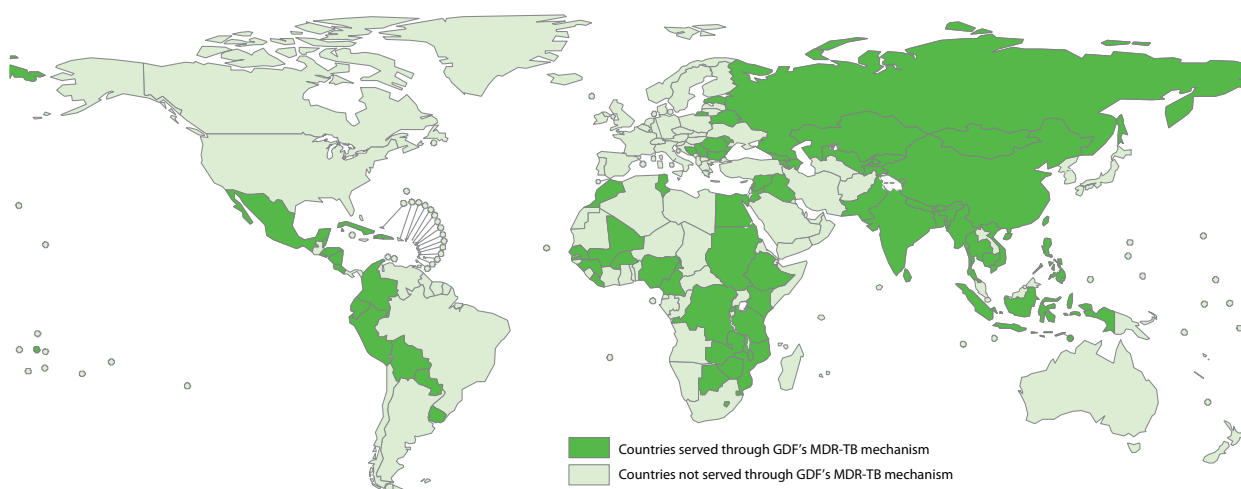 Countries served through GDF's MDR-TB mechanism
Countries not served through GDF's MDR-TB mechanism